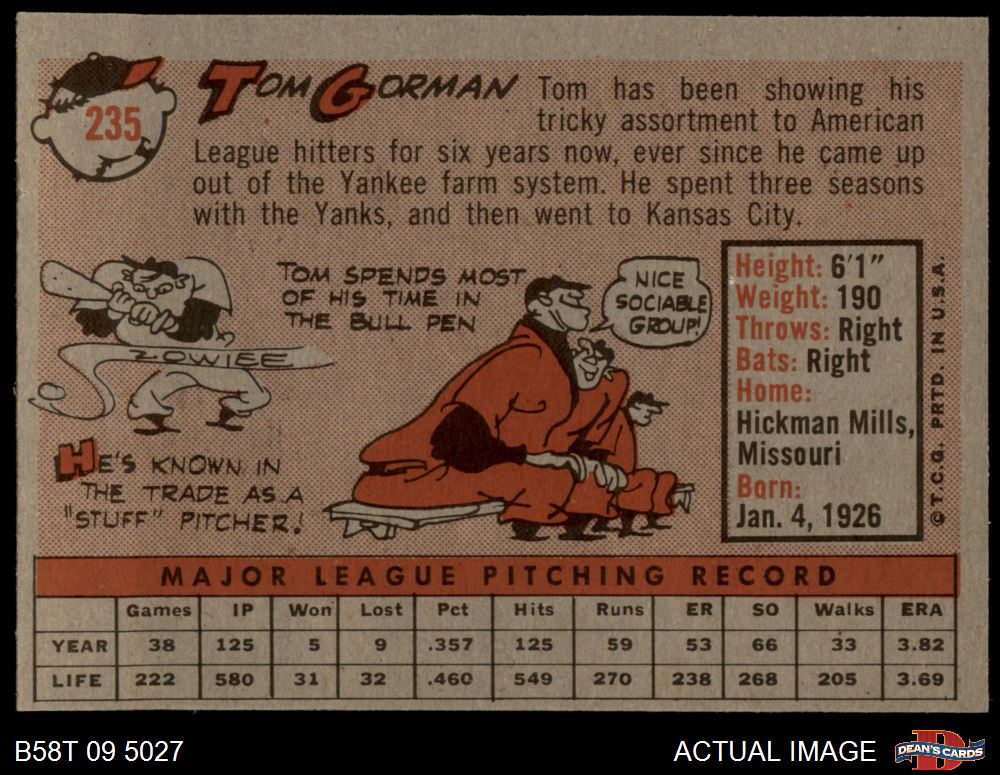 235
TOM GORMAN
Tom has been showing his
tricky assortment to American
League hitters for six years now, ever since he came up
out of the Yankee farm system. He spent three seasons
with the Yanks, and then went to Kansas City.
ZOWIEE
HE'S KNOWN IN
THE TRADE AS A
"STUFF" PITCHER!
TOM SPENDS MOST
OF HIS TIME IN
THE BULL PEN
NICE
SOCIABLE
GROUP!
Height: 6'1"
Weight: 190
Throws: Right
Bats: Right
Home:
Hickman Mills,
Missouri
Born:
Jan. 4, 1926
© T.C.G. PRTD. IN U.S.A.
MAJOR LEAGUE PITCHING RECORD
Games IP Won Lost Pct Hits Runs ER SO Walks ERA
YEAR 38 125 5 9 .357 125 59 53 66 33 3.82
LIFE 222 580 31 32 .460 549 270 238 268 205 3.69
B58T 09 5027
ACTUAL IMAGE
D
DEAN'S CARDS